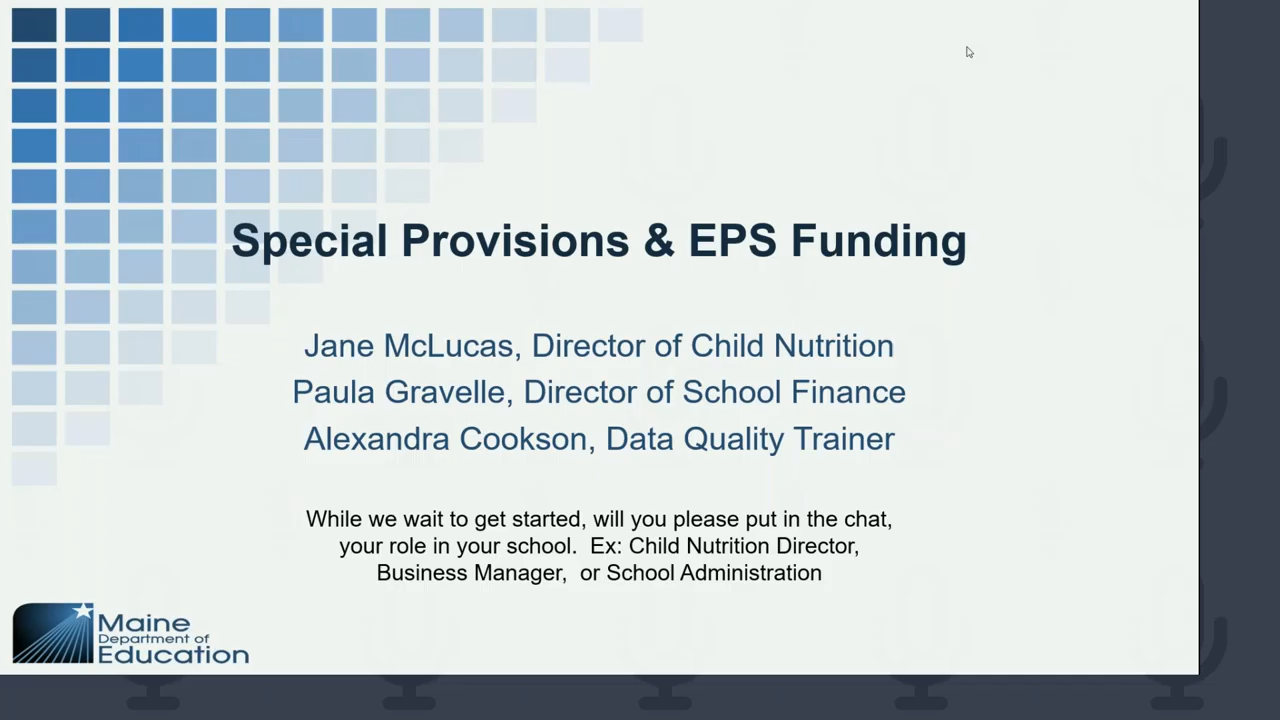 Special Provisions & EPS Funding
Jane McLucas, Director of Child Nutrition
Paula Gravelle, Director of School Finance
Alexandra Cookson, Data Quality Trainer
While we wait to get started, will you please put in the chat,
your role in your school.  Ex: Child Nutrition Director,
Business Manager,  or School Administration
Maine
Department of
Education